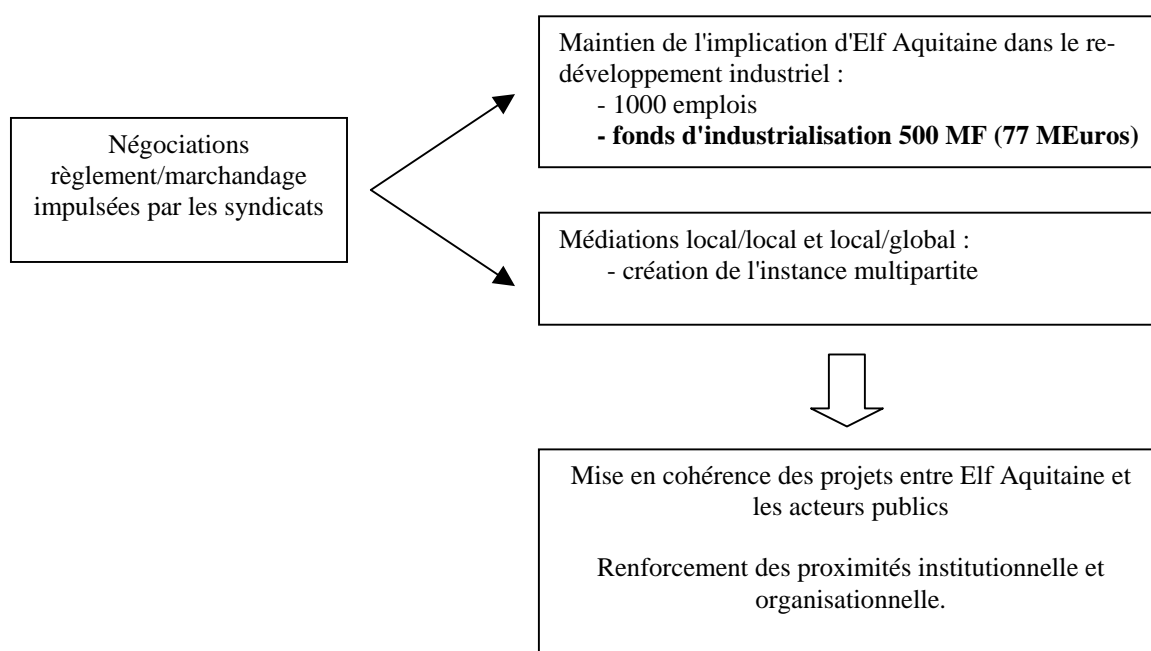 Négociations
règlement/marchandage
impulsées par les syndicats
Maintien de l'implication d'Elf Aquitaine dans le re-
développement industriel :
- 1000 emplois
- fonds d'industrialisation 500 MF (77 MEuros)
Médiations local/local et local/global :
- création de l'instance multipartite
Mise en cohérence des projets entre Elf Aquitaine et
les acteurs publics
Renforcement des proximités institutionnelle et
organisationnelle.